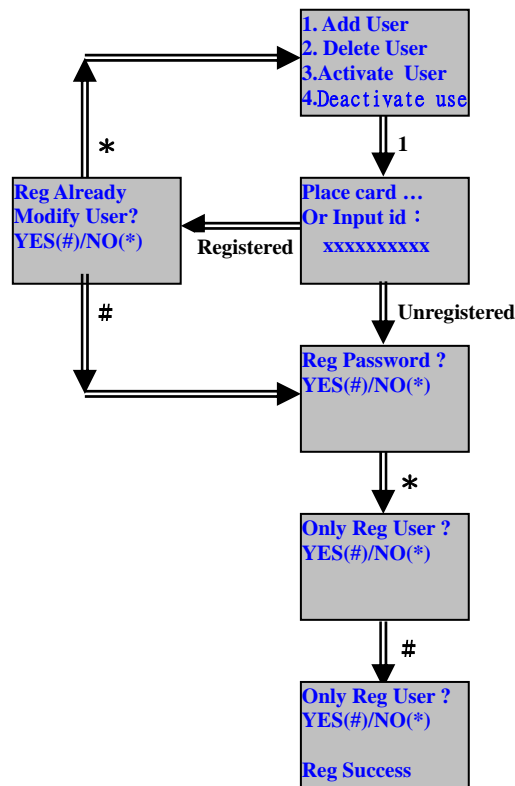 1. Add User
2. Delete User
3.Activate User
4.Deactivate use
1
*
Reg Already
Modify User?
YES(#)/NO(*)
Registered
Place card …
Or Input id：
xxxxxxxxxx
Unregistered
#
Reg Password ?
YES(#)/NO(*)
*
Only Reg User ?
YES(#)/NO(*)
#
Only Reg User ?
YES(#)/NO(*)
Reg Success